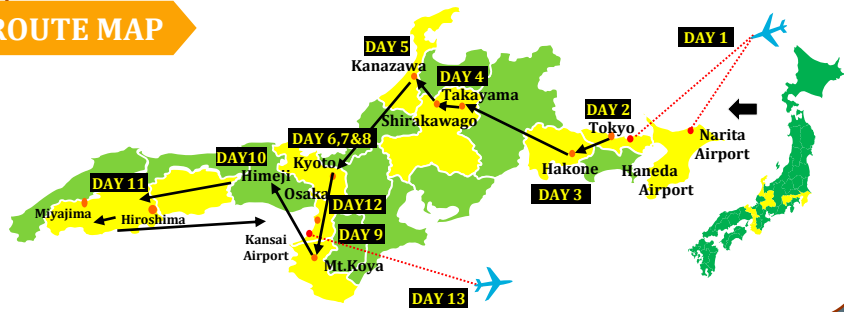 ROUTE MAP
DAY 1
DAY 5
Kanazawa
DAY 4
Takayama
Shirakawago
DAY 2
Tokyo
Narita
Airport
Hakone
Haneda
Airport
DAY 3
DAY 6,7&8
Kyoto
DAY10
Himeji
Osaka
DAY 11
Miyajima
Hiroshima
DAY12
DAY 9
Kansai
Airport
Mt.Koya
DAY 13